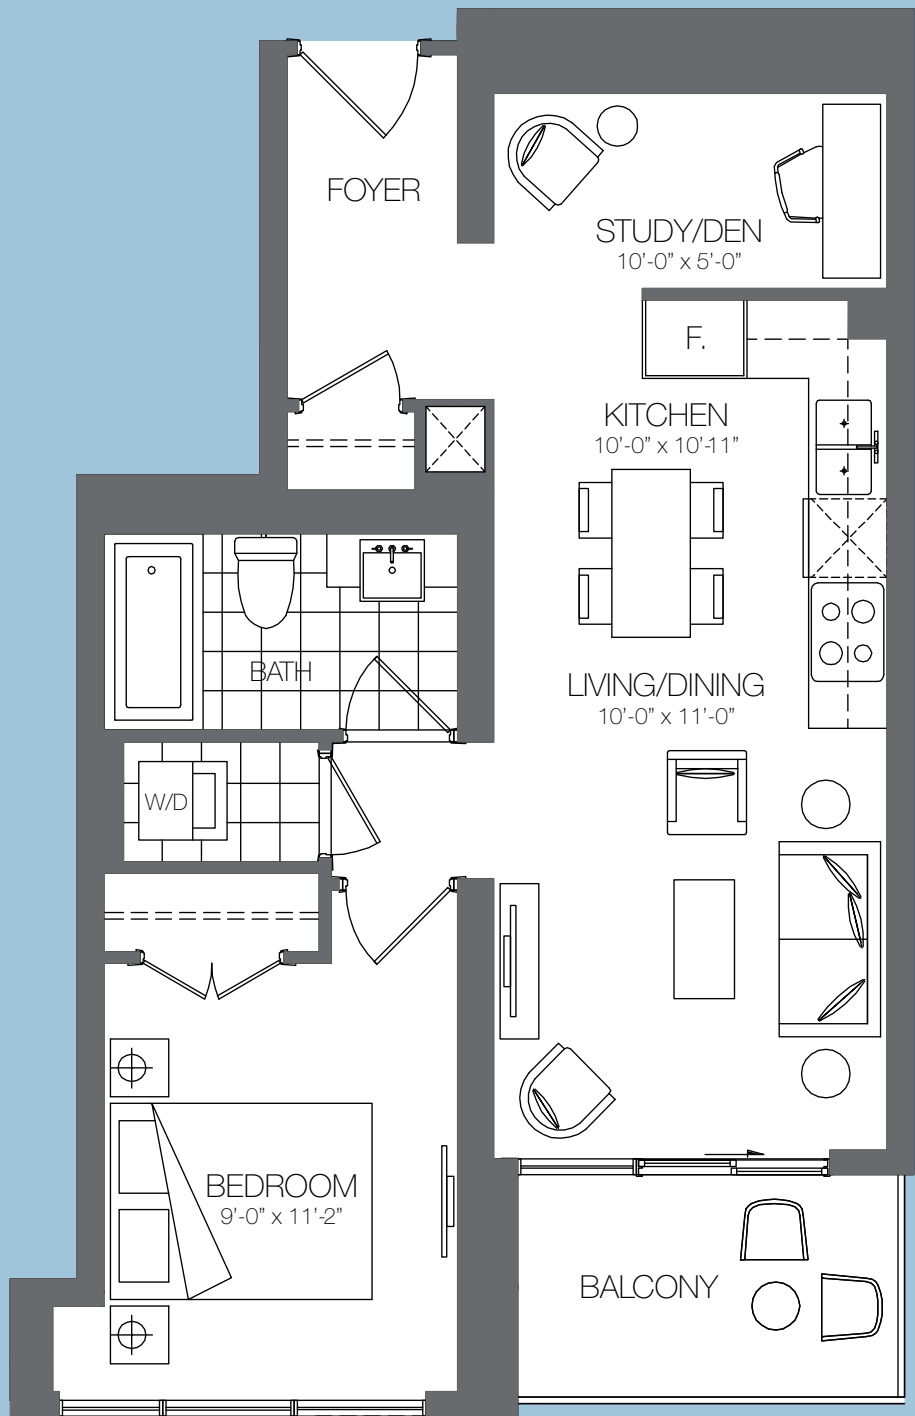 FOYER
STUDY/DEN
10'-0" x 5'-0"
F.
KITCHEN
10'-0" x 10'-11"
BATH
LIVING/DINING
10'-0" x 11'-0"
W/D
BEDROOM
9'-0" x 11'-2"
BALCONY